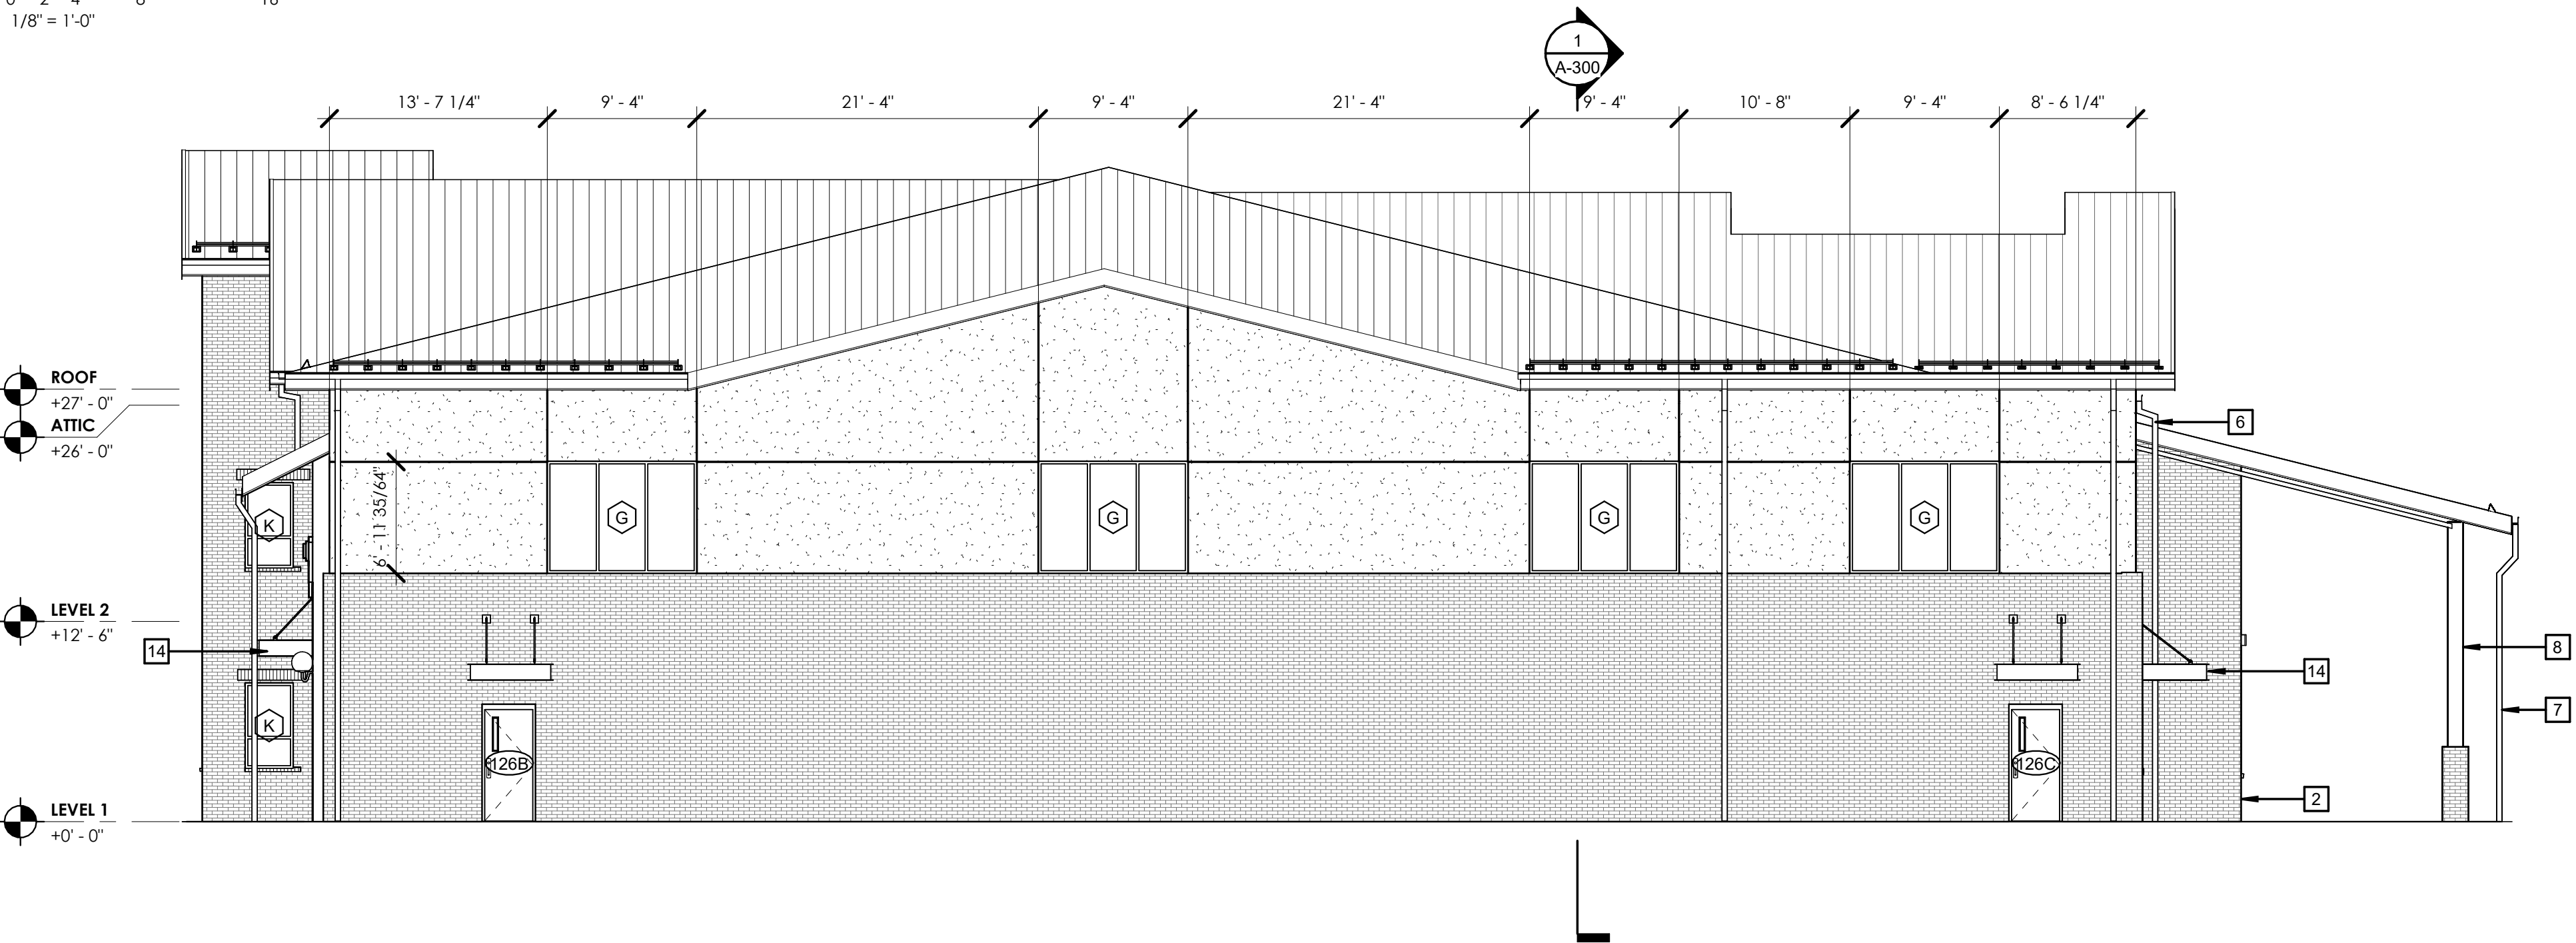 1/8" = 1'-0"
1
A-300
13' - 7 1/4" 9' - 4" 21' - 4" 9' - 4" 21' - 4" 9' - 4" 10' - 8" 9' - 4" 8' - 6 1/4"
ROOF
+27' - 0"
ATTIC
+26' - 0"
6
6' - 11 35/64"
K G G G G
LEVEL 2
+12' - 6"
14 8
14
K 7
126B 126C
2
LEVEL 1
+0' - 0"